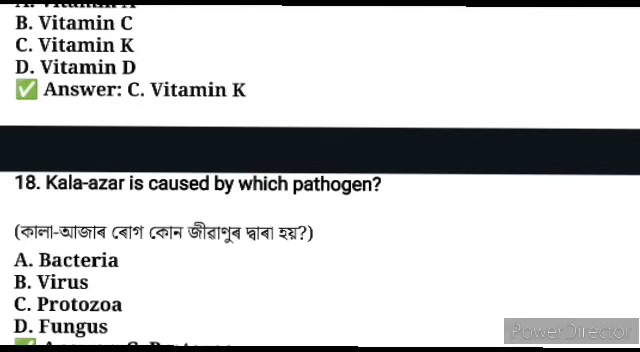 A. Vitamin A
B. Vitamin C
C. Vitamin K
D. Vitamin D
✅ Answer: C. Vitamin K
18. Kala-azar is caused by which pathogen?
(কালা-আজাৰ ৰোগ কোন জীৱাণুৰ দ্বাৰা হয়?)
A. Bacteria
B. Virus
C. Protozoa
D. Fungus
PowerDirector